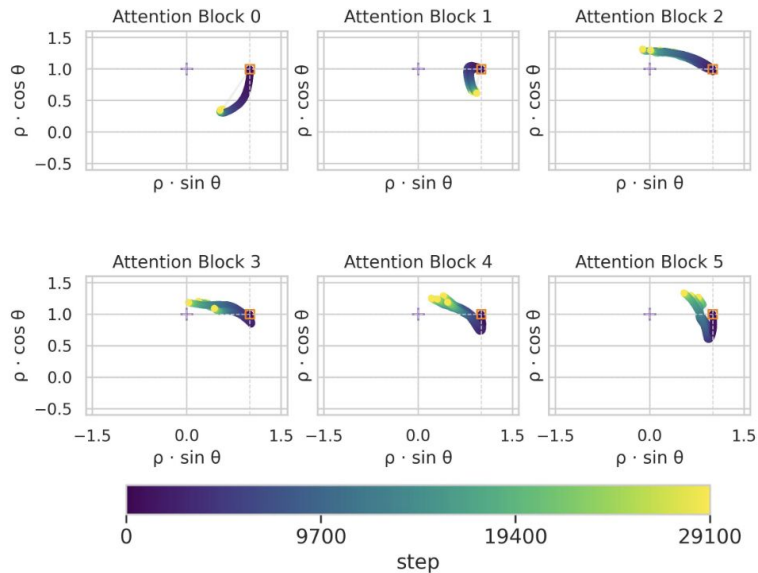 Attention Block 0
Attention Block 1
Attention Block 2
1.5
1.0
0.5
0.0
−0.5
ρ · cos θ
ρ · cos θ
ρ · cos θ
ρ · sin θ
ρ · sin θ
ρ · sin θ
Attention Block 3
Attention Block 4
Attention Block 5
1.5
1.0
0.5
0.0
−0.5
ρ · cos θ
ρ · cos θ
ρ · cos θ
−1.5 0.0 1.5
0.0 1.5
−1.5 0.0 1.5
ρ · sin θ
ρ · sin θ
ρ · sin θ
0 9700 19400 29100
step